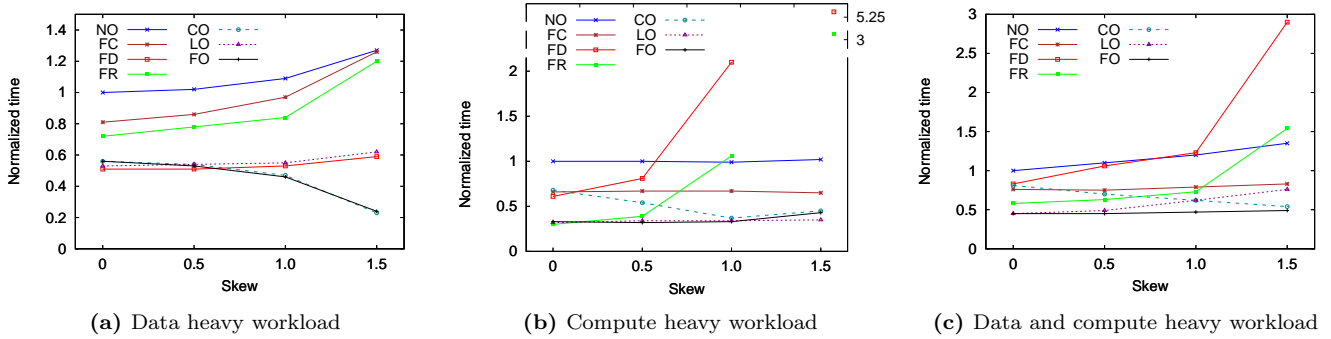 Normalized time
1.4
1.2
1
0.8
0.6
0.4
0.2
0
NO
FC
FD
FR
CO
LO
FO
0 0.5 1.0 1.5
Skew
(a) Data heavy workload
Normalized time
2
1.5
1
0.5
0
NO
FC
FD
FR
CO
LO
FO
5.25
3
0 0.5 1.0 1.5
Skew
(b) Compute heavy workload
Normalized time
3
2.5
2
1.5
1
0.5
0
NO
FC
FD
FR
CO
LO
FO
0 0.5 1.0 1.5
Skew
(c) Data and compute heavy workload